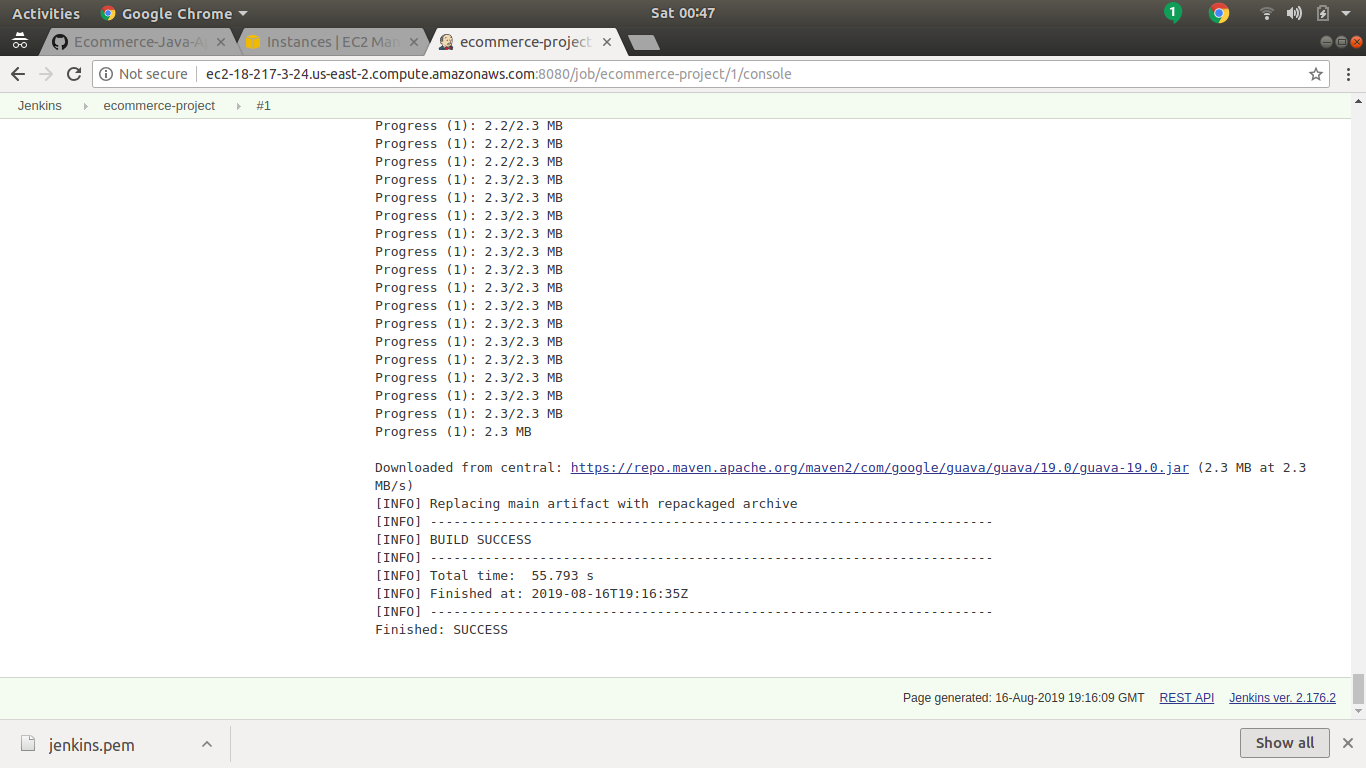 Activities
Google Chrome
Sat 00:47
1
Ecommerce-Java-A
Instances | EC2 Man
ecommerce-project
Not secure
ec2-18-217-3-24.us-east-2.compute.amazonaws.com:8080/job/ecommerce-project/1/console
Jenkins
ecommerce-project
#1
Progress (1): 2.2/2.3 MB
Progress (1): 2.2/2.3 MB
Progress (1): 2.2/2.3 MB
Progress (1): 2.3/2.3 MB
Progress (1): 2.3/2.3 MB
Progress (1): 2.3/2.3 MB
Progress (1): 2.3/2.3 MB
Progress (1): 2.3/2.3 MB
Progress (1): 2.3/2.3 MB
Progress (1): 2.3/2.3 MB
Progress (1): 2.3/2.3 MB
Progress (1): 2.3/2.3 MB
Progress (1): 2.3/2.3 MB
Progress (1): 2.3/2.3 MB
Progress (1): 2.3/2.3 MB
Progress (1): 2.3/2.3 MB
Progress (1): 2.3/2.3 MB
Progress (1): 2.3 MB
Downloaded from central: https://repo.maven.apache.org/maven2/com/google/guava/guava/19.0/guava-19.0.jar (2.3 MB at 2.3
MB/s)
[INFO] Replacing main artifact with repackaged archive
[INFO] ------------------------------------------------------------------------
[INFO] BUILD SUCCESS
[INFO] ------------------------------------------------------------------------
[INFO] Total time:  55.793 s
[INFO] Finished at: 2019-08-16T19:16:35Z
[INFO] ------------------------------------------------------------------------
Finished: SUCCESS
Page generated: 16-Aug-2019 19:16:09 GMT
REST API
Jenkins ver. 2.176.2
jenkins.pem
Show all